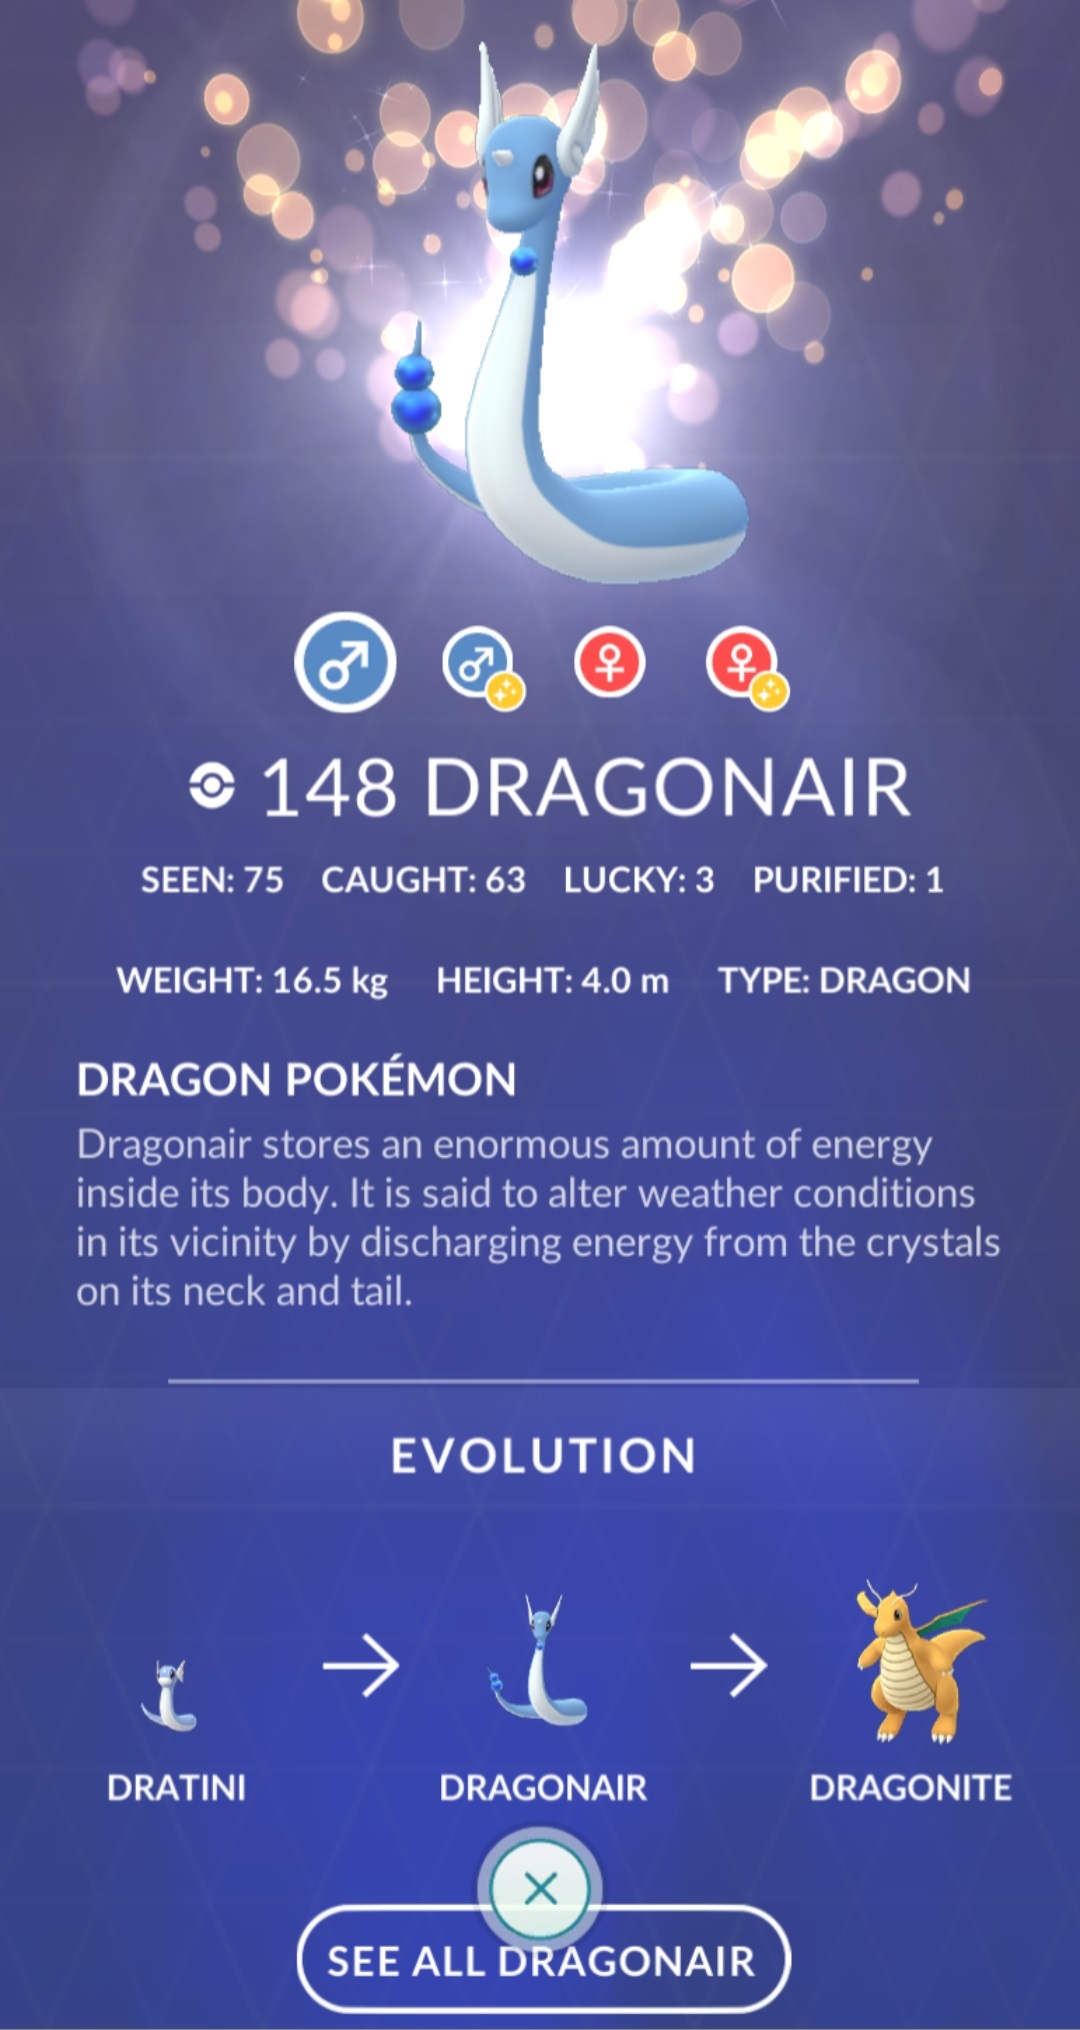 148 DRAGONAIR
SEEN: 75 CAUGHT: 63 LUCKY: 3 PURIFIED: 1
WEIGHT: 16.5 kg HEIGHT: 4.0 m TYPE: DRAGON
DRAGON POKÉMON
Dragonair stores an enormous amount of energy
inside its body. It is said to alter weather conditions
in its vicinity by discharging energy from the crystals
on its neck and tail.
EVOLUTION
DRATINI DRAGONAIR DRAGONITE
SEE ALL DRAGONAIR